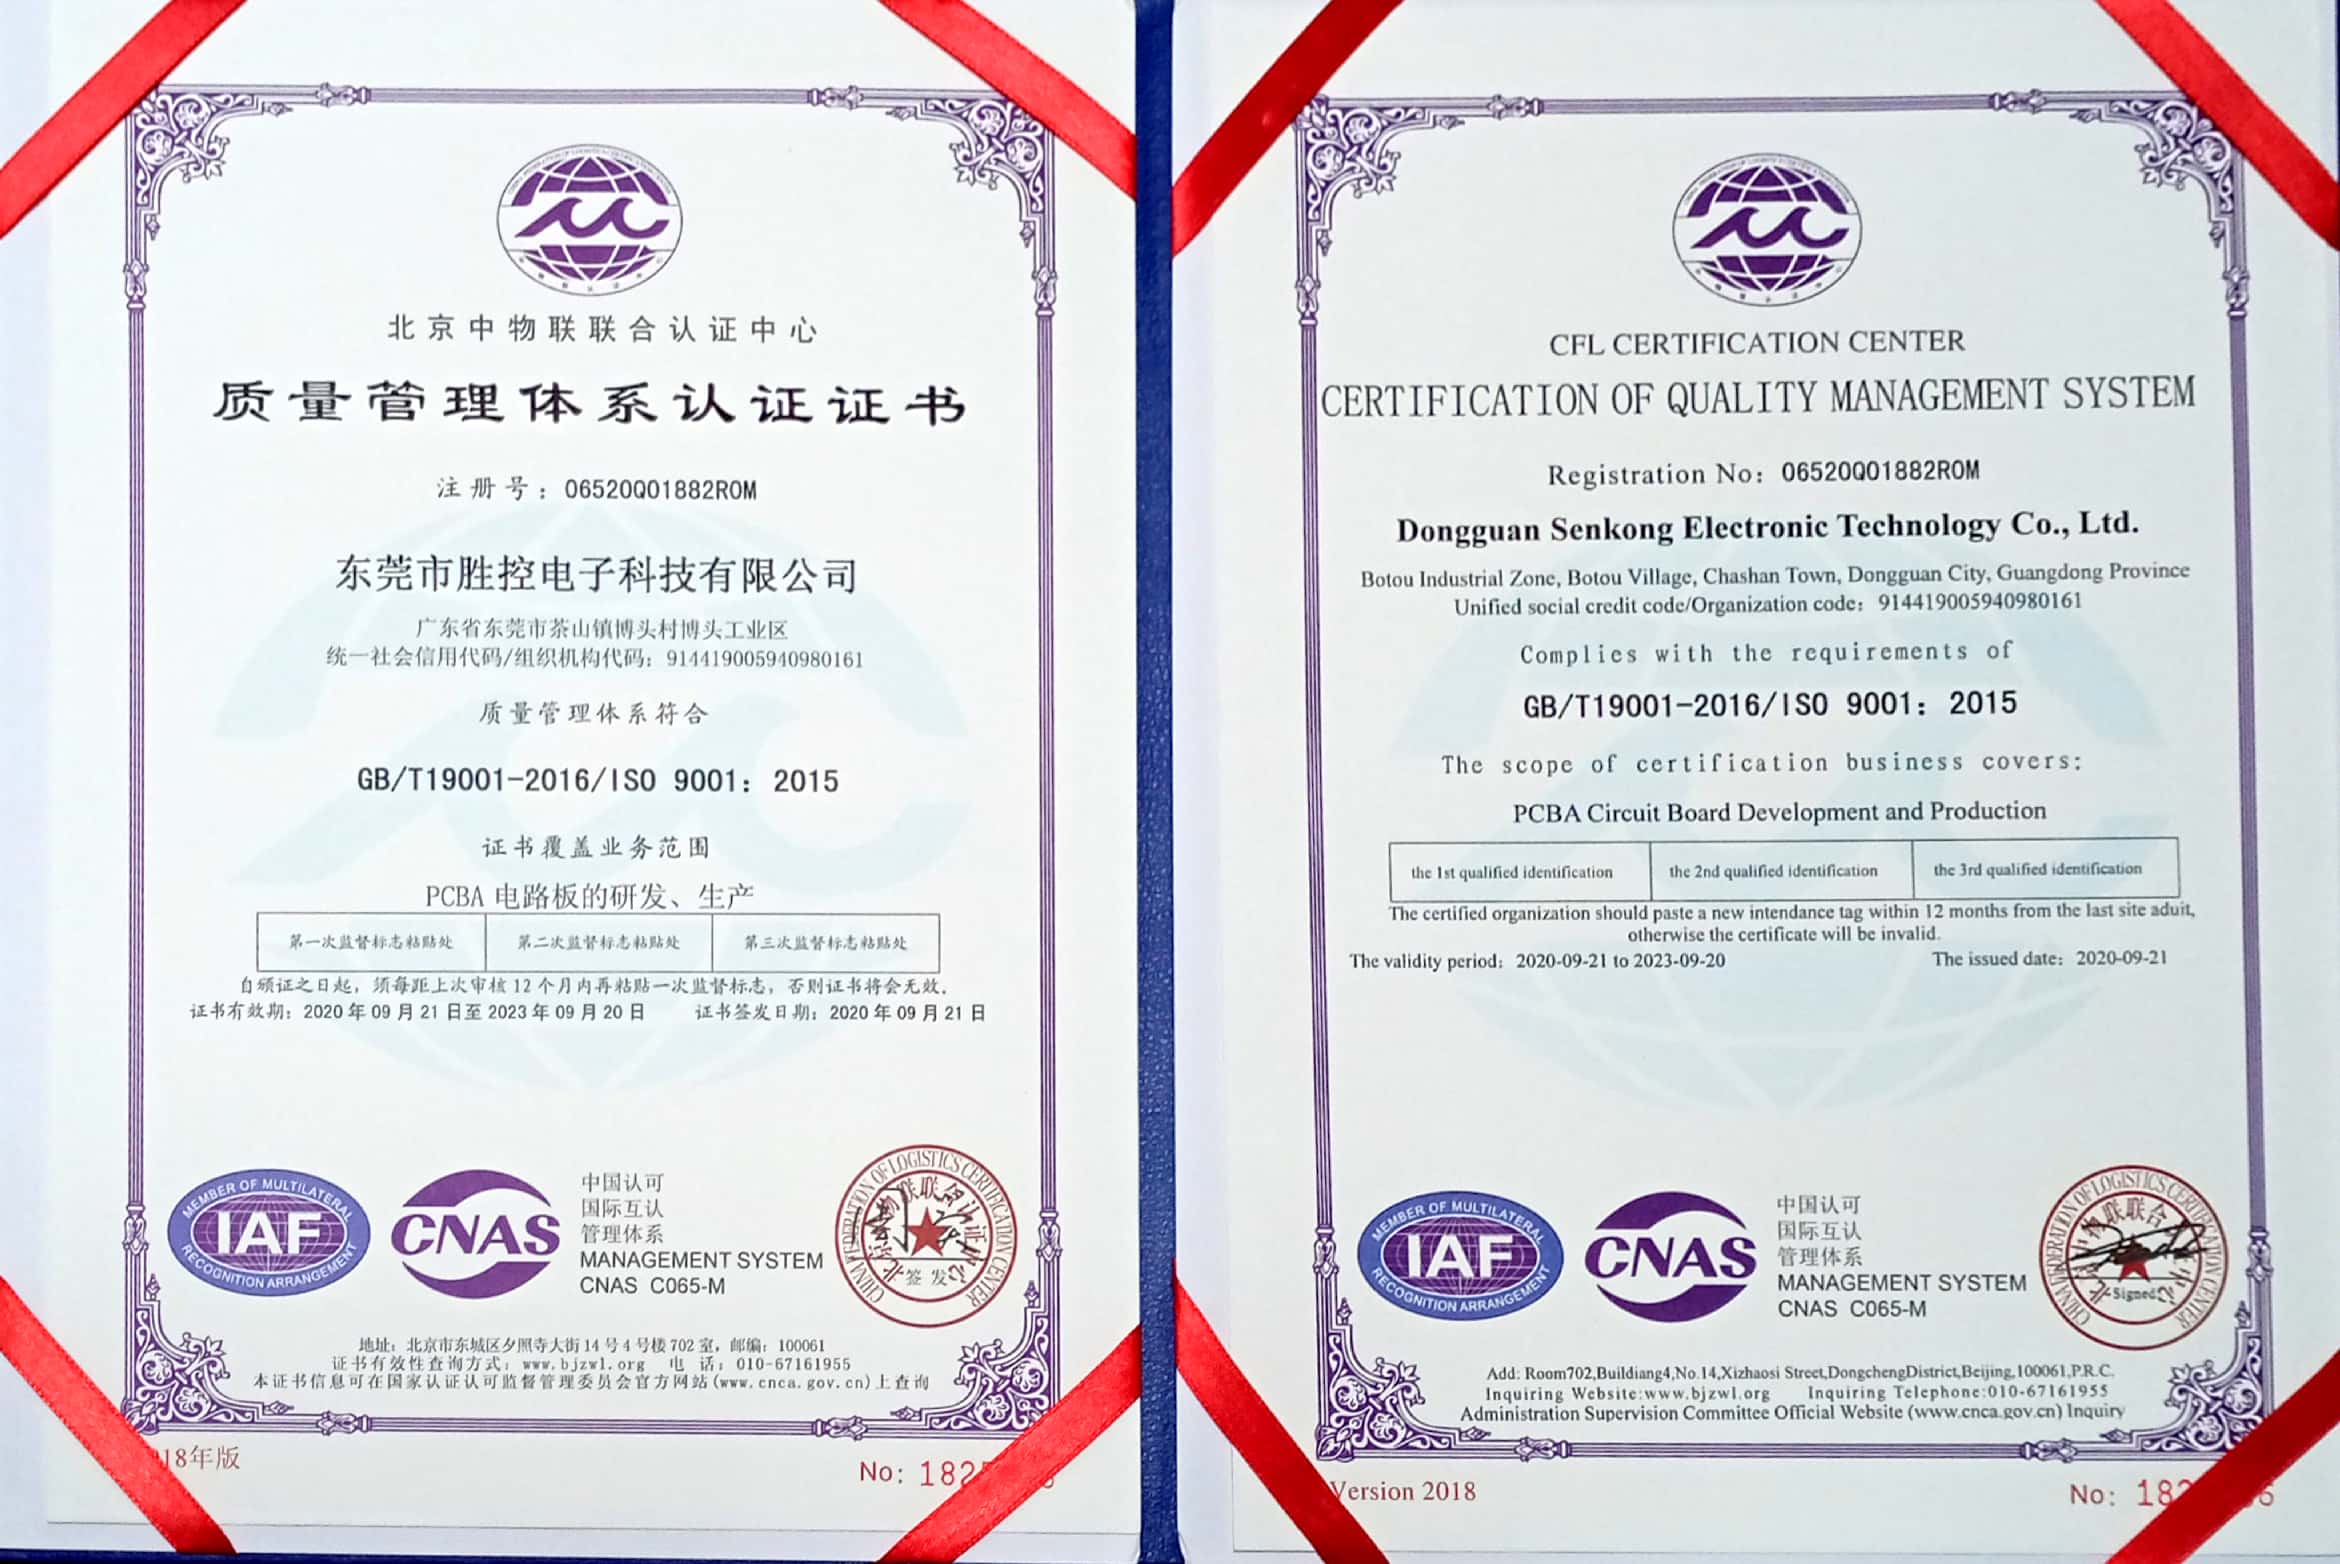 北京中物联联合认证中心
质量管理体系认证证书
注册号：06520Q01882R0M
东莞市胜控电子科技有限公司
广东省东莞市茶山镇博头村博头工业区
统一社会信用代码/组织机构代码：914419005940980161
质量管理体系符合
GB/T19001-2016/ISO 9001：2015
证书覆盖业务范围
PCBA 电路板的研发、生产
第一次监督标志粘贴处 第二次监督标志粘贴处 第三次监督标志粘贴处
自颁证之日起，须每距上次审核12个月内再粘贴一次监督标志，否则证书将会无效．
证书有效期：2020年09月21日至2023年09月20日 证书签发日期：2020年09月21日
MEMBER OF MULTILATERAL
IAF
RECOGNITION ARRANGEMENT
CNAS
中国认可
国际互认
管理体系
MANAGEMENT SYSTEM
CNAS C065-M
签发
地址：北京市东城区夕照寺大街14号4号楼702室，邮编：100061
证书有效性查询方式：www.bjzwl.org 电 话：010-67161955
本证书信息可在国家认证认可监督管理委员会官方网站(www.cnca.gov.cn)上查询
18年版
No: 182
CFL CERTIFICATION CENTER
CERTIFICATION OF QUALITY MANAGEMENT SYSTEM
Registration No: 06520Q01882R0M
Dongguan Senkong Electronic Technology Co., Ltd.
Botou Industrial Zone, Botou Village, Chashan Town, Dongguan City, Guangdong Province
Unified social credit code/Organization code：914419005940980161
Complies with the requirements of
GB/T19001-2016/ISO 9001：2015
The scope of certification business covers:
PCBA Circuit Board Development and Production
the 1st qualified identification the 2nd qualified identification the 3rd qualified identification
The certified organization should paste a new intendance tag within 12 months from the last site aduit,
otherwise the certificate will be invalid.
The validity period：2020-09-21 to 2023-09-20 The issued date：2020-09-21
MEMBER OF MULTILATERAL
IAF
RECOGNITION ARRANGEMENT
CNAS
中国认可
国际互认
管理体系
MANAGEMENT SYSTEM
CNAS C065-M
Signed
Add: Room702,Buildiang4,No.14,Xizhaosi Street,DongchengDistrict,Beijing,100061,P.R.C.
Inquiring Website:www.bjzwl.org Inquiring Telephone:010-67161955
Administration Supervision Committee Official Website (www.cnca.gov.cn) Inquiry
Version 2018
No: 182